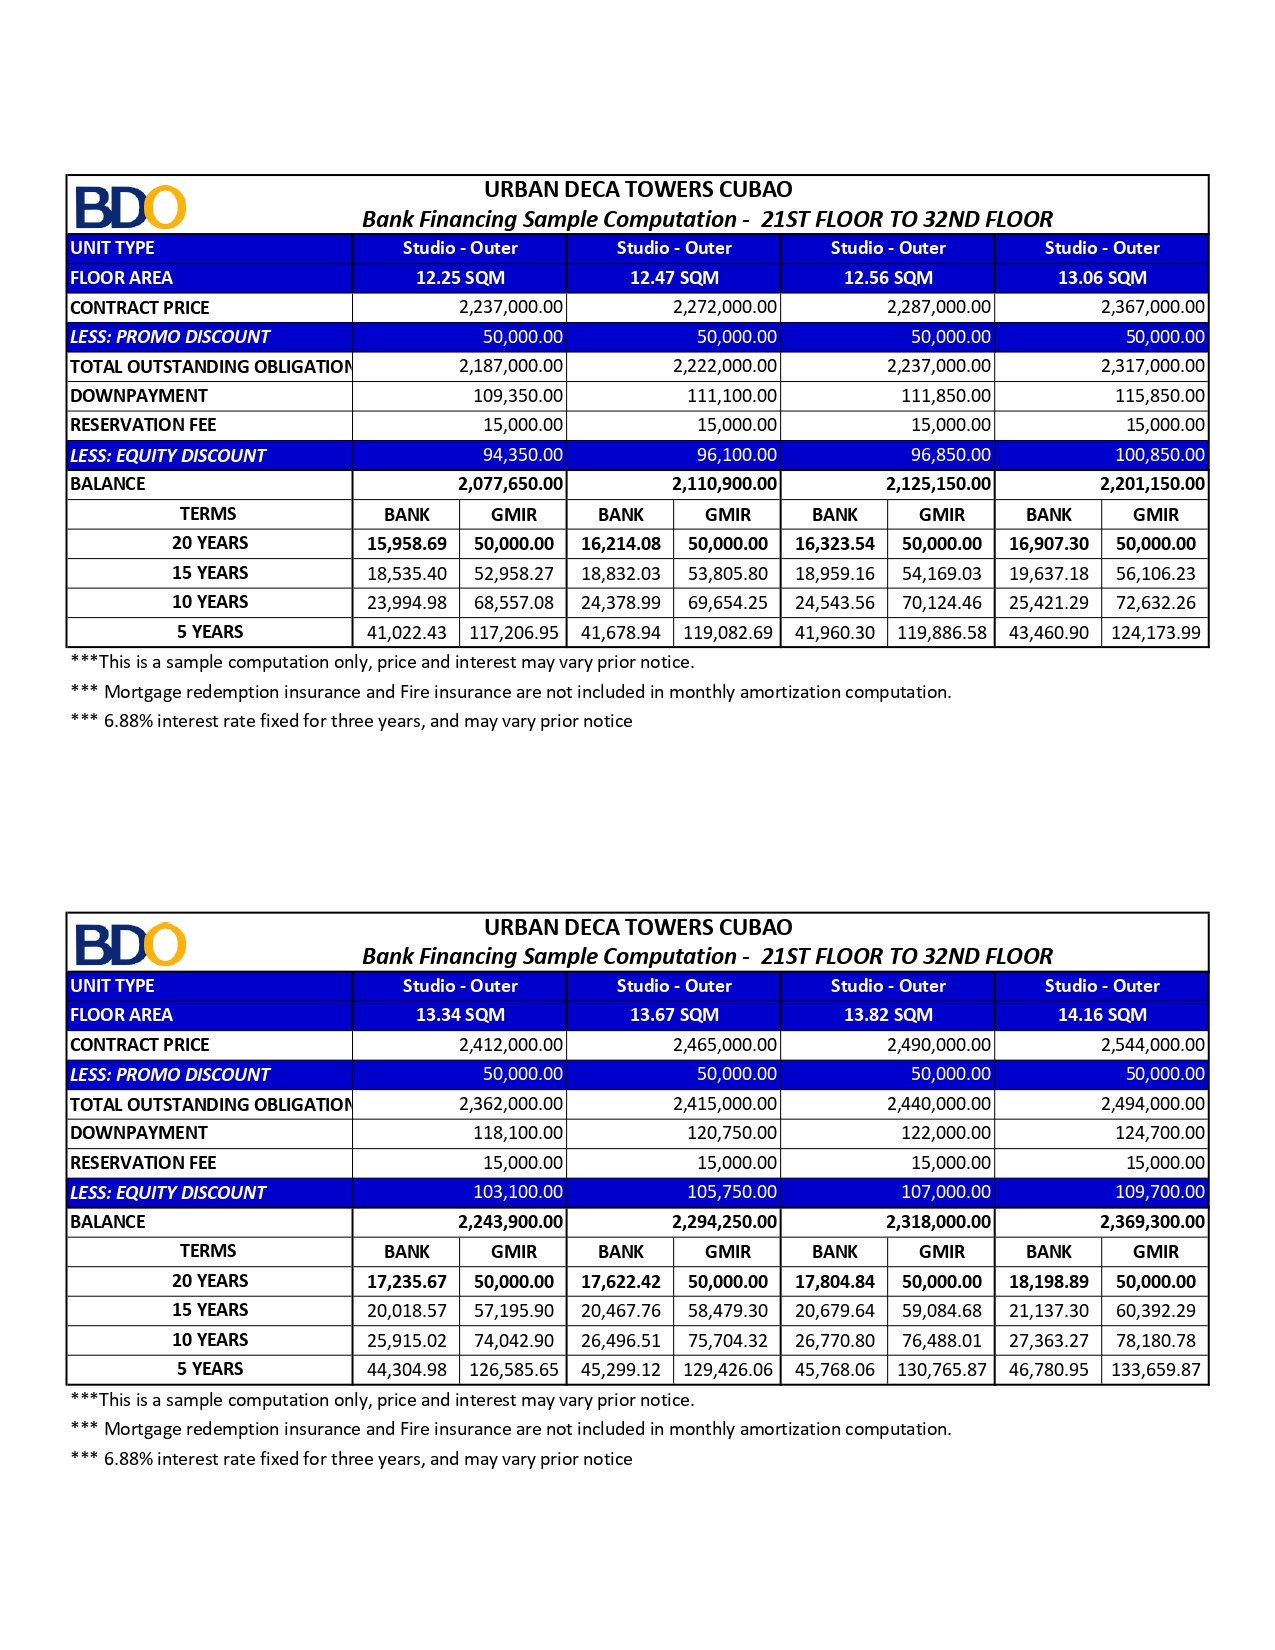 BDO
URBAN DECA TOWERS CUBAO
Bank Financing Sample Computation - 21ST FLOOR TO 32ND FLOOR
UNIT TYPE Studio - Outer Studio - Outer Studio - Outer Studio - Outer
FLOOR AREA 12.25 SQM 12.47 SQM 12.56 SQM 13.06 SQM
CONTRACT PRICE 2,237,000.00 2,272,000.00 2,287,000.00 2,367,000.00
LESS: PROMO DISCOUNT 50,000.00 50,000.00 50,000.00 50,000.00
TOTAL OUTSTANDING OBLIGATION 2,187,000.00 2,222,000.00 2,237,000.00 2,317,000.00
DOWNPAYMENT 109,350.00 111,100.00 111,850.00 115,850.00
RESERVATION FEE 15,000.00 15,000.00 15,000.00 15,000.00
LESS: EQUITY DISCOUNT 94,350.00 96,100.00 96,850.00 100,850.00
BALANCE 2,077,650.00 2,110,900.00 2,125,150.00 2,201,150.00
TERMS BANK GMIR BANK GMIR BANK GMIR BANK GMIR
20 YEARS 15,958.69 50,000.00 16,214.08 50,000.00 16,323.54 50,000.00 16,907.30 50,000.00
15 YEARS 18,535.40 52,958.27 18,832.03 53,805.80 18,959.16 54,169.03 19,637.18 56,106.23
10 YEARS 23,994.98 68,557.08 24,378.99 69,654.25 24,543.56 70,124.46 25,421.29 72,632.26
5 YEARS 41,022.43 117,206.95 41,678.94 119,082.69 41,960.30 119,886.58 43,460.90 124,173.99
***This is a sample computation only, price and interest may vary prior notice.
*** Mortgage redemption insurance and Fire insurance are not included in monthly amortization computation.
*** 6.88% interest rate fixed for three years, and may vary prior notice
BDO
URBAN DECA TOWERS CUBAO
Bank Financing Sample Computation - 21ST FLOOR TO 32ND FLOOR
UNIT TYPE Studio - Outer Studio - Outer Studio - Outer Studio - Outer
FLOOR AREA 13.34 SQM 13.67 SQM 13.82 SQM 14.16 SQM
CONTRACT PRICE 2,412,000.00 2,465,000.00 2,490,000.00 2,544,000.00
LESS: PROMO DISCOUNT 50,000.00 50,000.00 50,000.00 50,000.00
TOTAL OUTSTANDING OBLIGATION 2,362,000.00 2,415,000.00 2,440,000.00 2,494,000.00
DOWNPAYMENT 118,100.00 120,750.00 122,000.00 124,700.00
RESERVATION FEE 15,000.00 15,000.00 15,000.00 15,000.00
LESS: EQUITY DISCOUNT 103,100.00 105,750.00 107,000.00 109,700.00
BALANCE 2,243,900.00 2,294,250.00 2,318,000.00 2,369,300.00
TERMS BANK GMIR BANK GMIR BANK GMIR BANK GMIR
20 YEARS 17,235.67 50,000.00 17,622.42 50,000.00 17,804.84 50,000.00 18,198.89 50,000.00
15 YEARS 20,018.57 57,195.90 20,467.76 58,479.30 20,679.64 59,084.68 21,137.30 60,392.29
10 YEARS 25,915.02 74,042.90 26,496.51 75,704.32 26,770.80 76,488.01 27,363.27 78,180.78
5 YEARS 44,304.98 126,585.65 45,299.12 129,426.06 45,768.06 130,765.87 46,780.95 133,659.87
***This is a sample computation only, price and interest may vary prior notice.
*** Mortgage redemption insurance and Fire insurance are not included in monthly amortization computation.
*** 6.88% interest rate fixed for three years, and may vary prior notice